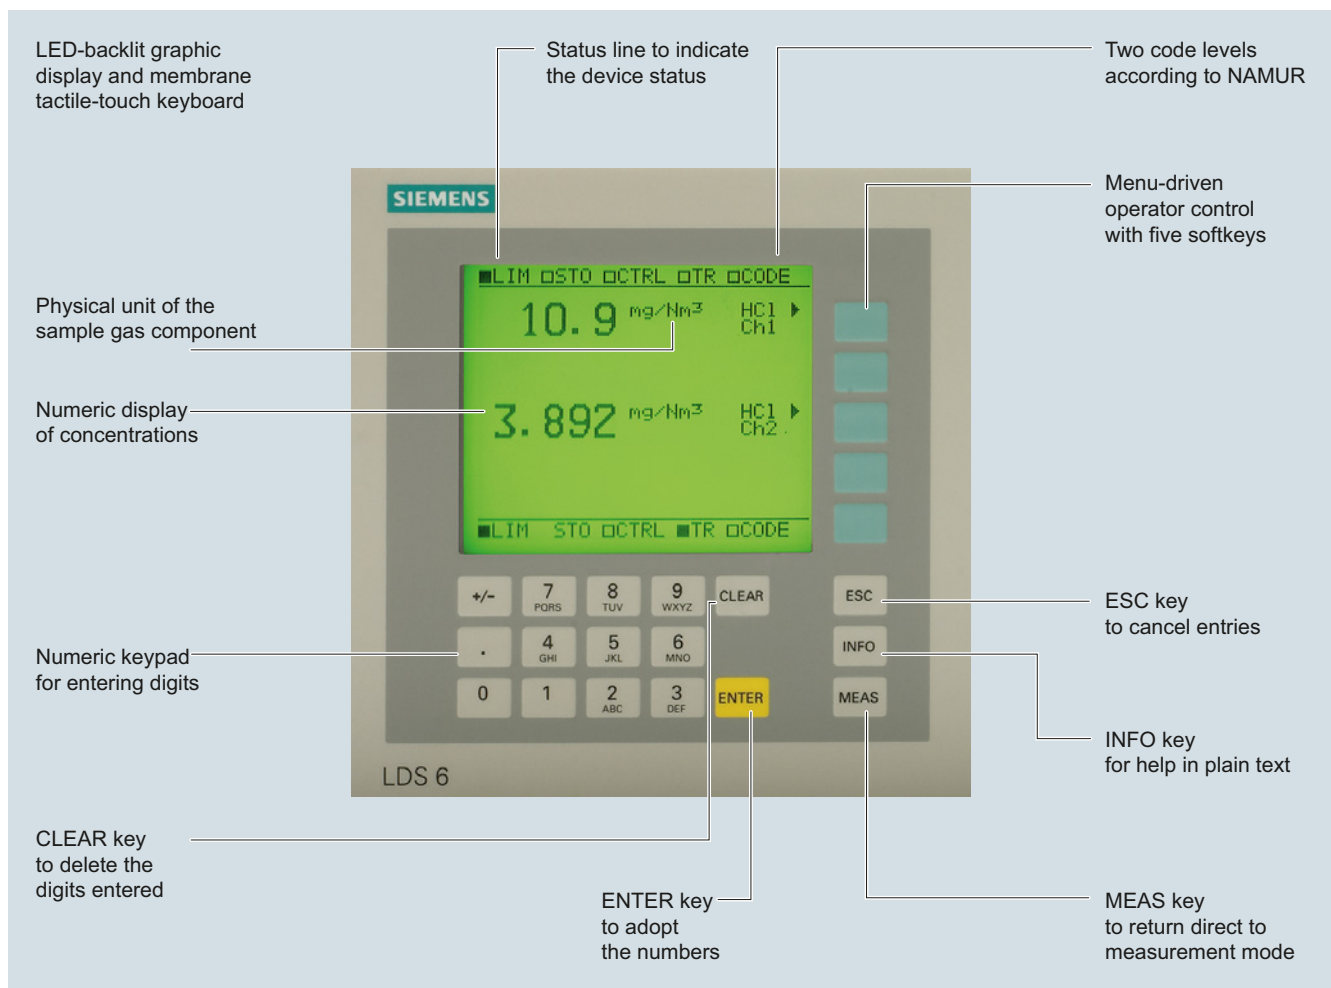 LED-backlit graphic
display and membrane
tactile-touch keyboard
Status line to indicate
the device status
Two code levels
according to NAMUR
Menu-driven
operator control
with five softkeys
Physical unit of the
sample gas component
Numeric display
of concentrations
Numeric keypad
for entering digits
SIEMENS
LIM STO CTRL TR CODE
10.9 mg/Nm³ HCl
Ch1
3.892 mg/Nm³ HCl
Ch2
LIM STO CTRL TR CODE
+/- 7 8 9 CLEAR ESC
PQRS TUV WXYZ
. 4 5 6 INFO
GHI JKL MNO
0 1 2 3 ENTER MEAS
ABC DEF
LDS 6
ESC key
to cancel entries
INFO key
for help in plain text
CLEAR key
to delete the
digits entered
ENTER key
to adopt
the numbers
MEAS key
to return direct to
measurement mode